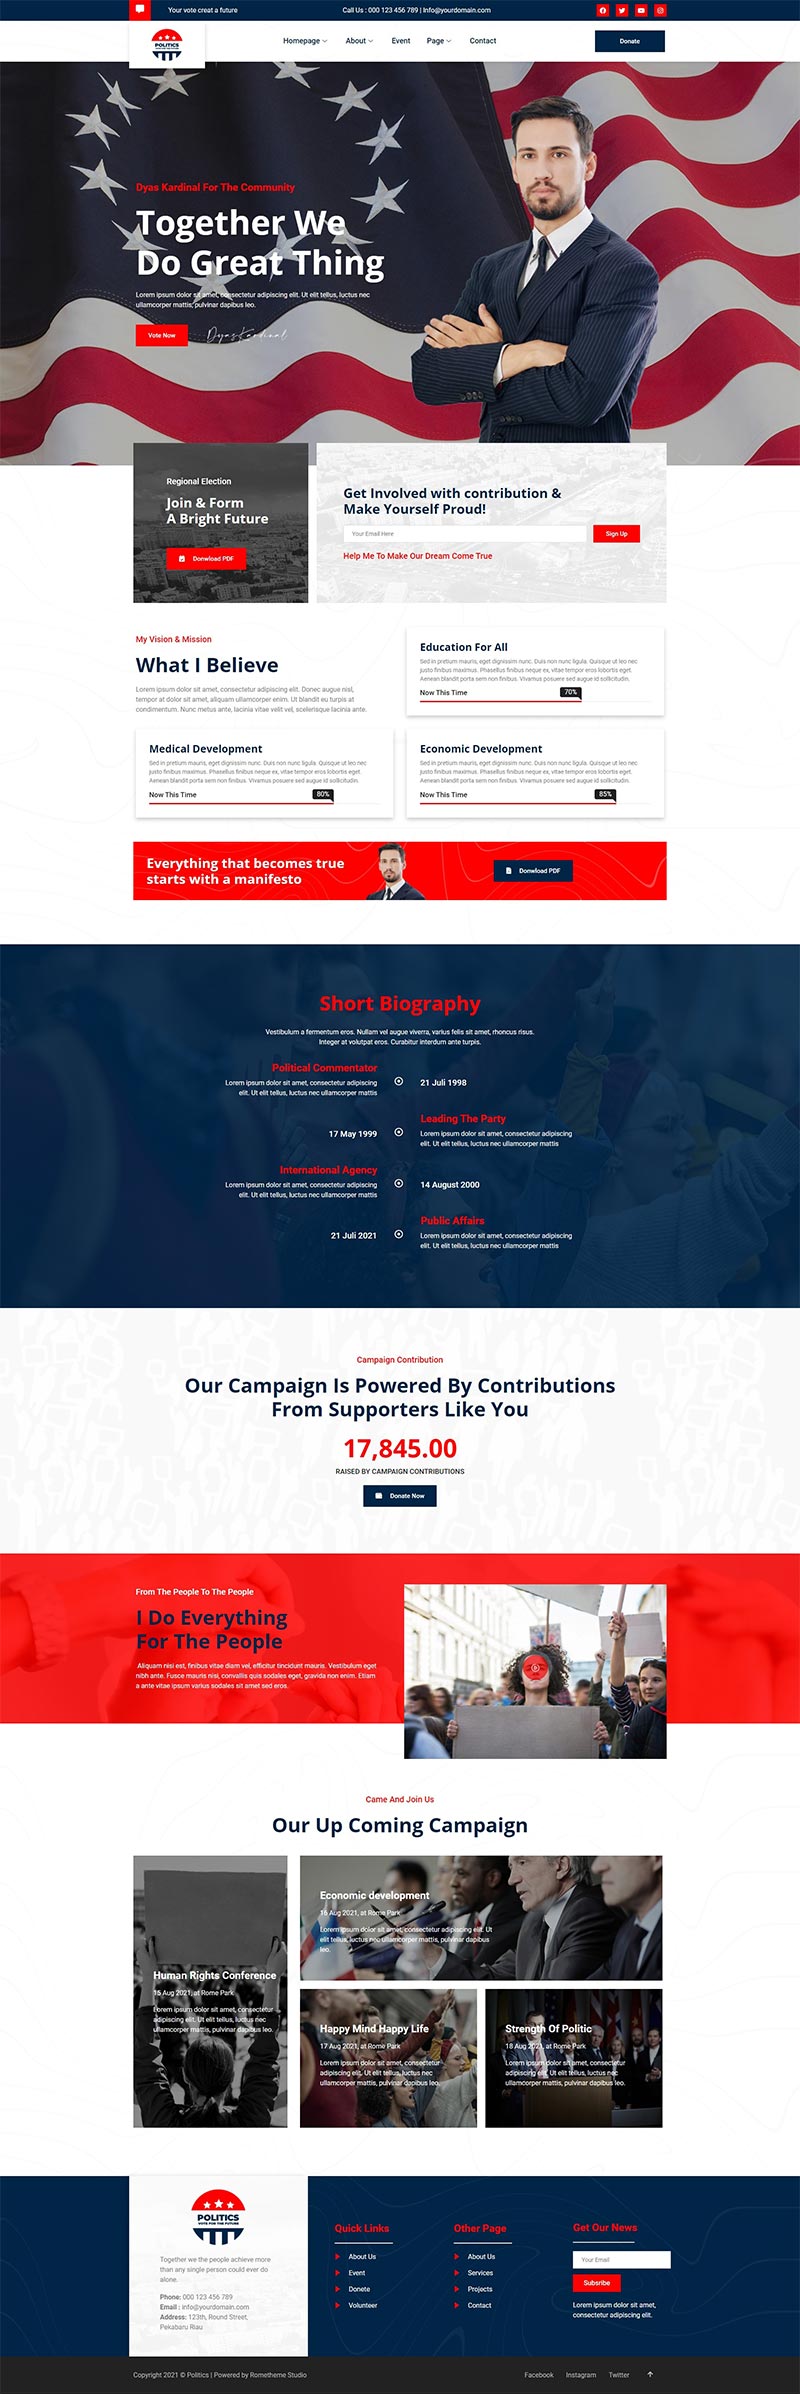 Your vote creat a future
Call Us : 000 123 456 789 | Info@yourdomain.com
POLITICS
VOTE FOR THE FUTURE
Homepage
About
Event
Page
Contact
Donate
Dyas Kardinal For The Community
Together We
Do Great Thing
Lorem ipsum dolor sit amet, consectetur adipiscing elit. Ut elit tellus, luctus nec
ullamcorper mattis, pulvinar dapibus leo.
Vote Now
DyasKardinal
Regional Election
Join & Form
A Bright Future
Donwload PDF
Get Involved with contribution &
Make Yourself Proud!
Your Email Here
Sign Up
Help Me To Make Our Dream Come True
My Vision & Mission
What I Believe
Lorem ipsum dolor sit amet, consectetur adipiscing elit. Donec augue nisl,
tempor at dolor sit amet, aliquam ullamcorper enim. Ut blandit eu turpis at
condimentum. Nunc metus ante, lacinia vitae velit vel, scelerisque lacinia ante.
Education For All
Sed in pretium mauris, eget dignissim nunc. Duis non nunc ligula. Quisque ut leo nec
justo finibus maximus. Phasellus finibus neque ex, vitae tempor eros lobortis eget.
Aenean blandit porta sem non finibus. Vivamus posuere sed augue id sollicitudin.
Now This Time
70%
Medical Development
Sed in pretium mauris, eget dignissim nunc. Duis non nunc ligula. Quisque ut leo nec
justo finibus maximus. Phasellus finibus neque ex, vitae tempor eros lobortis eget.
Aenean blandit porta sem non finibus. Vivamus posuere sed augue id sollicitudin.
Now This Time
80%
Economic Development
Sed in pretium mauris, eget dignissim nunc. Duis non nunc ligula. Quisque ut leo nec
justo finibus maximus. Phasellus finibus neque ex, vitae tempor eros lobortis eget.
Aenean blandit porta sem non finibus. Vivamus posuere sed augue id sollicitudin.
Now This Time
85%
Everything that becomes true
starts with a manifesto
Donwload PDF
Short Biography
Vestibulum a fermentum eros. Nullam vel augue viverra, varius felis sit amet, rhoncus risus.
Integer at volutpat eros. Curabitur interdum ante turpis.
Political Commentator
Lorem ipsum dolor sit amet, consectetur adipiscing
elit. Ut elit tellus, luctus nec ullamcorper mattis
21 Juli 1998
Leading The Party
17 May 1999
Lorem ipsum dolor sit amet, consectetur adipiscing
elit. Ut elit tellus, luctus nec ullamcorper mattis
International Agency
Lorem ipsum dolor sit amet, consectetur adipiscing
elit. Ut elit tellus, luctus nec ullamcorper mattis
14 August 2000
Public Affairs
21 Juli 2021
Lorem ipsum dolor sit amet, consectetur adipiscing
elit. Ut elit tellus, luctus nec ullamcorper mattis
Campaign Contribution
Our Campaign Is Powered By Contributions
From Supporters Like You
17,845.00
RAISED BY CAMPAIGN CONTRIBUTIONS
Donate Now
From The People To The People
I Do Everything
For The People
Aliquam nisi est, finibus vitae diam vel, efficitur tincidunt mauris. Vestibulum eget
nibh ante. Fusce mauris nisi, convallis quis sodales eget, gravida non enim. Etiam
a ante vitae ipsum varius sodales sit amet sed eros.
Came And Join Us
Our Up Coming Campaign
Human Rights Conference
15 Aug 2021, at Rome Park
Lorem ipsum dolor sit amet, consectetur
adipiscing elit. Ut elit tellus, luctus nec
ullamcorper mattis, pulvinar dapibus leo.
Economic development
16 Aug 2021, at Rome Park
Lorem ipsum dolor sit amet, consectetur adipiscing elit. Ut
elit tellus, luctus nec ullamcorper mattis, pulvinar dapibus
leo.
Happy Mind Happy Life
17 Aug 2021, at Rome Park
Lorem ipsum dolor sit amet, consectetur
adipiscing elit. Ut elit tellus, luctus nec
ullamcorper mattis, pulvinar dapibus leo.
Strength Of Politic
18 Aug 2021, at Rome Park
Lorem ipsum dolor sit amet, consectetur
adipiscing elit. Ut elit tellus, luctus nec
ullamcorper mattis, pulvinar dapibus leo.
POLITICS
VOTE FOR THE FUTURE
Together we the people achieve more
than any single person could ever do
alone.
Phone: 000 123 456 789
Email : info@yourdomain.com
Address: 123th, Round Street,
Pekabaru Riau
Quick Links
About Us
Event
Donete
Volunteer
Other Page
About Us
Services
Projects
Contact
Get Our News
Your Email
Subsribe
Lorem ipsum dolor sit amet,
consectetur adipiscing elit.
Copyright 2021 © Politics | Powered by Rometheme Studio
Facebook
Instagram
Twitter